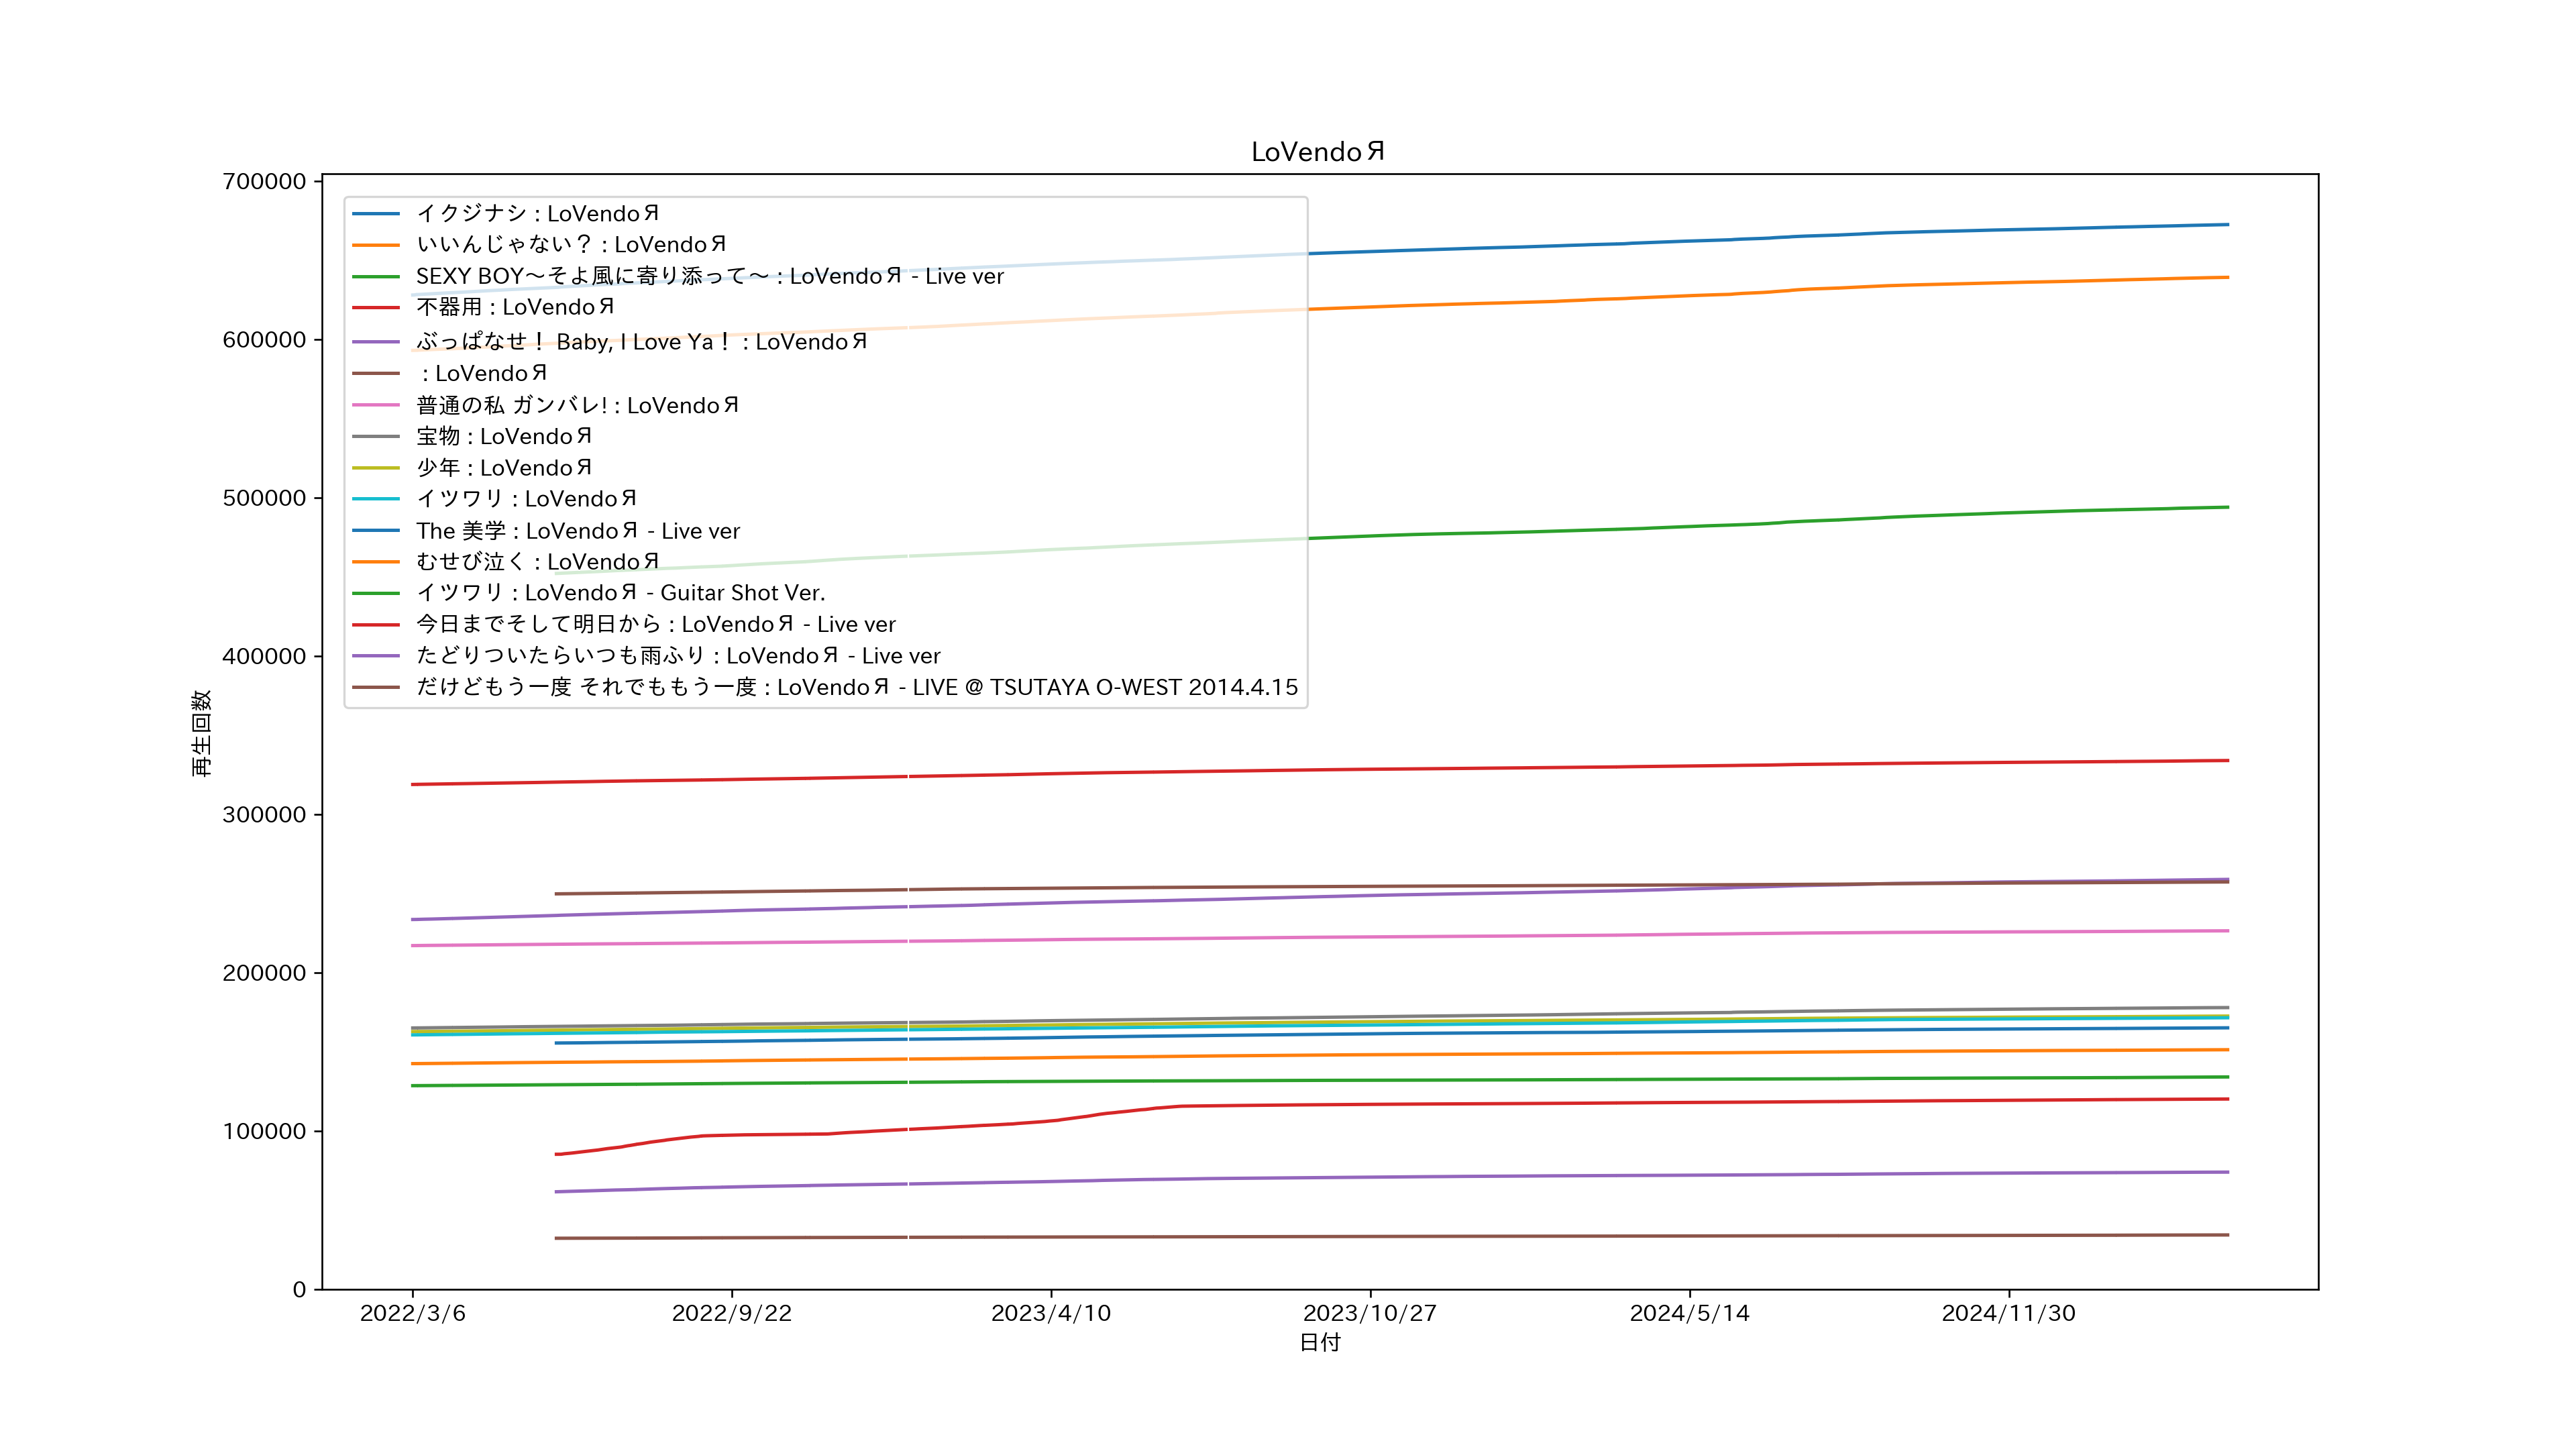 LoVendoЯ
700000
600000
500000
400000
300000
200000
100000
0
再生回数
イクジナシ : LoVendoЯ
いいんじゃない？ : LoVendoЯ
SEXY BOY～そよ風に寄り添って～ : LoVendoЯ - Live ver
不器用 : LoVendoЯ
ぶっぱなせ！ Baby, I Love Ya！ : LoVendoЯ
: LoVendoЯ
普通の私 ガンバレ! : LoVendoЯ
宝物 : LoVendoЯ
少年 : LoVendoЯ
イツワリ : LoVendoЯ
The 美学 : LoVendoЯ - Live ver
むせび泣く : LoVendoЯ
イツワリ : LoVendoЯ - Guitar Shot Ver.
今日までそして明日から : LoVendoЯ - Live ver
たどりついたらいつも雨ふり : LoVendoЯ - Live ver
だけどもう一度 それでももう一度 : LoVendoЯ - LIVE @ TSUTAYA O-WEST 2014.4.15
2022/3/6 2022/9/22 2023/4/10 2023/10/27 2024/5/14 2024/11/30
日付